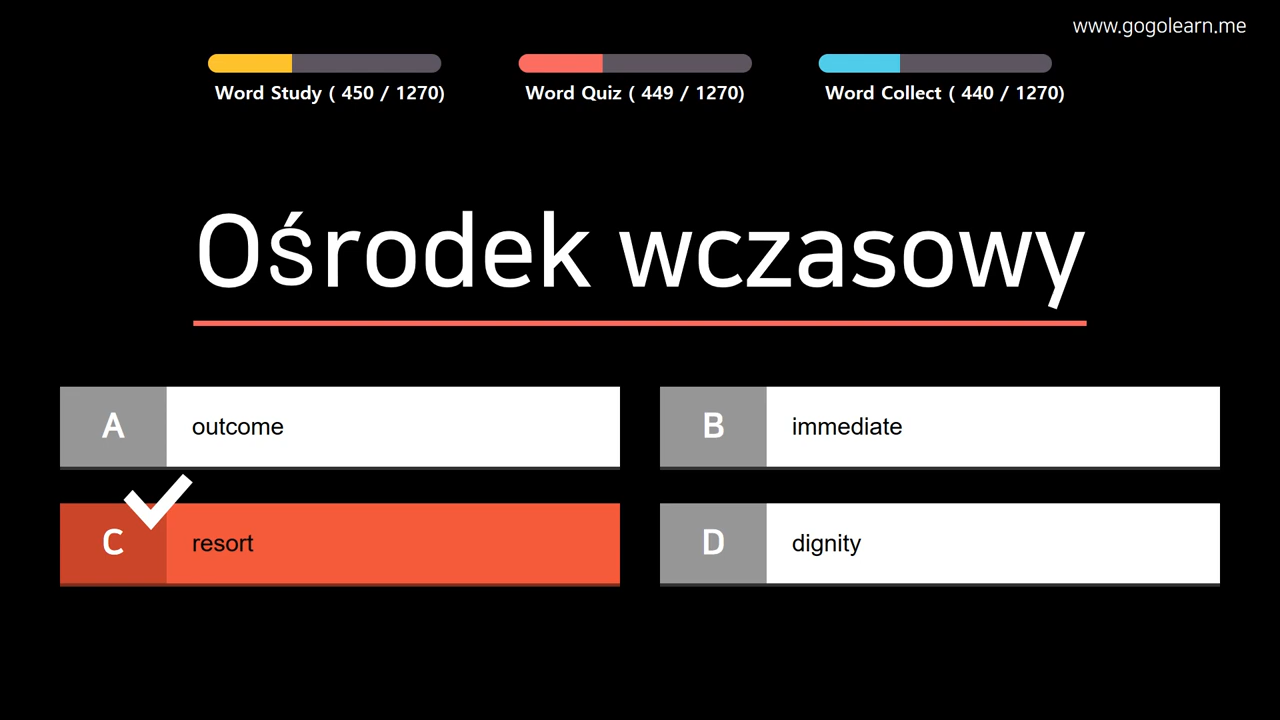 www.gogolearn.me
Word Study ( 450 / 1270)
Word Quiz ( 449 / 1270)
Word Collect ( 440 / 1270)
Ośrodek wczasowy
A outcome
B immediate
C resort
D dignity